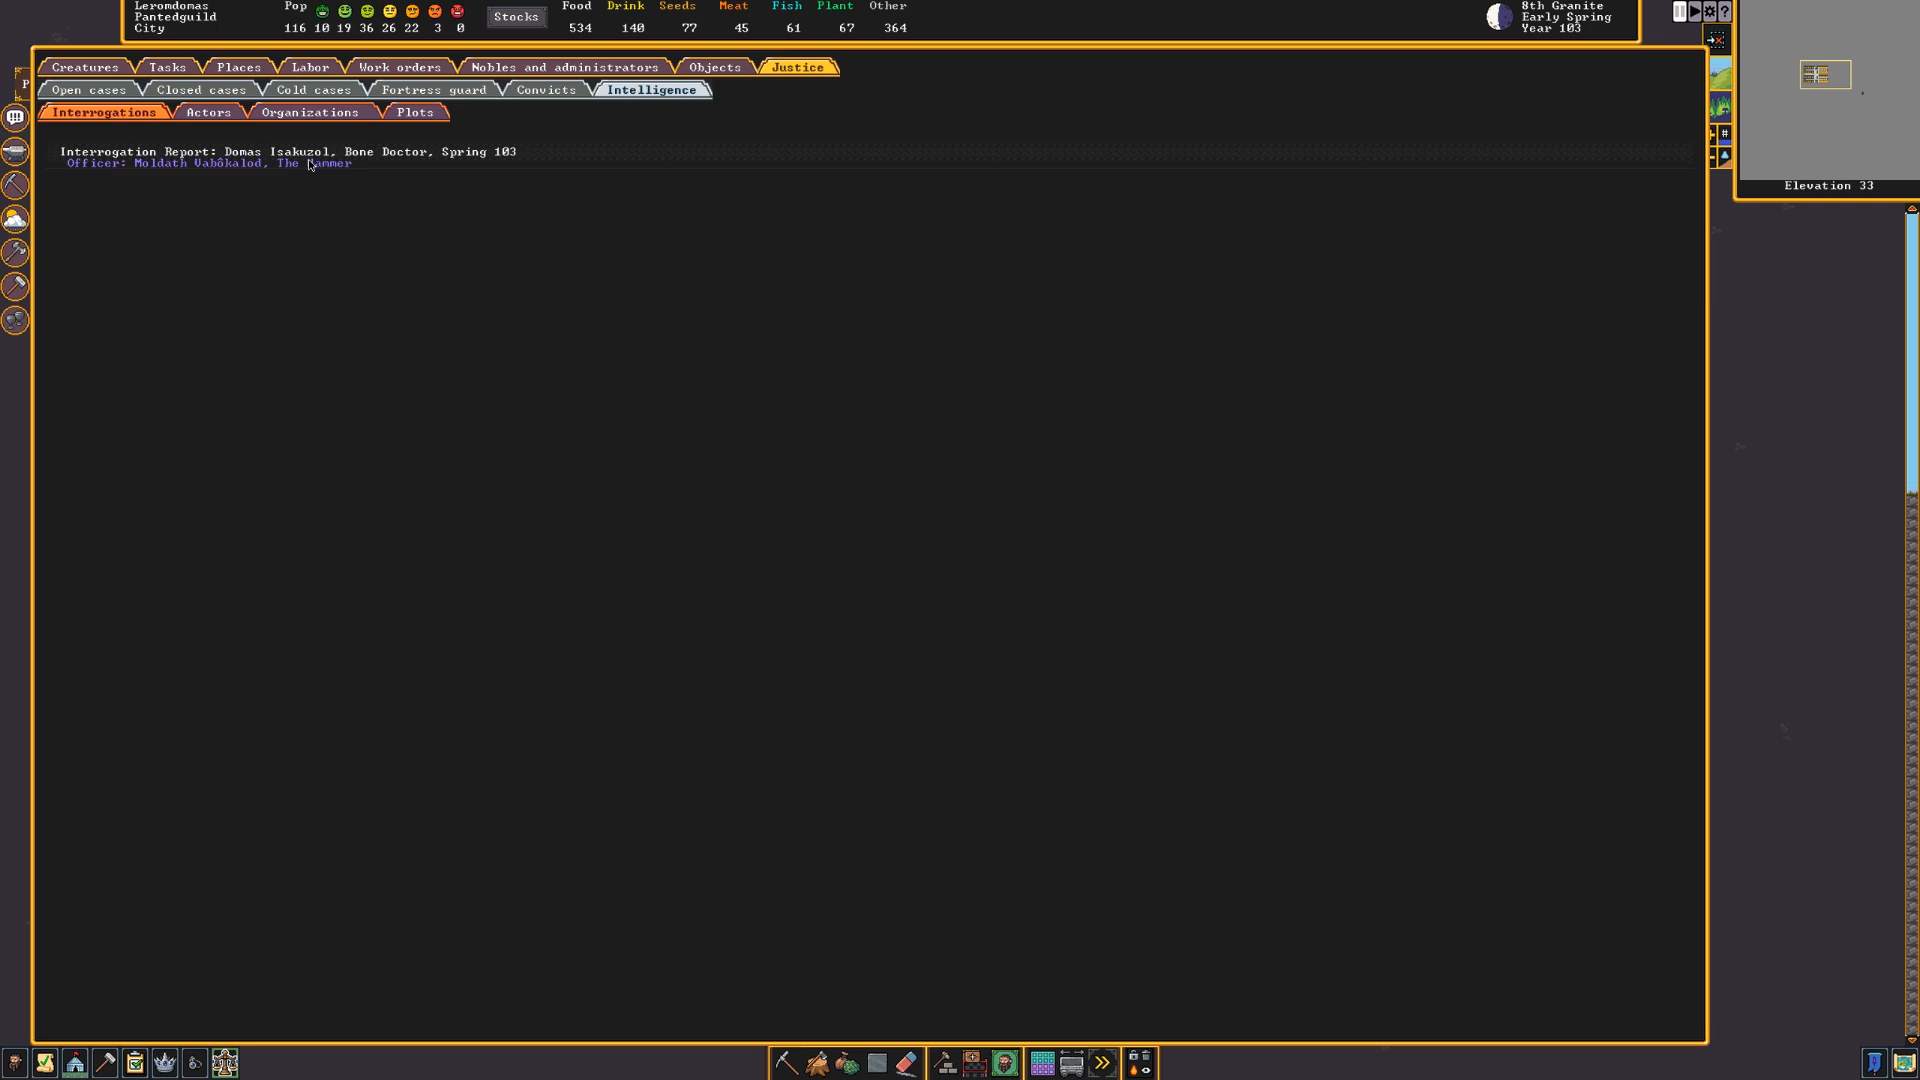 Leromdomas
Pantedguild
City
Pop
116 10 19 36 26 22 3 0
Stocks
Food Drink Seeds Meat Fish Plant Other
534 140 77 45 61 67 364
8th Granite
Early Spring
Year 103
?
Creatures Tasks Places Labor Work orders Nobles and administrators Objects Justice
Open cases Closed cases Cold cases Fortress guard Convicts Intelligence
Interrogations Actors Organizations Plots
Interrogation Report: Domas Isakuzol, Bone Doctor, Spring 103
Officer: Moldath Vabôkalod, The Hammer
Elevation 33